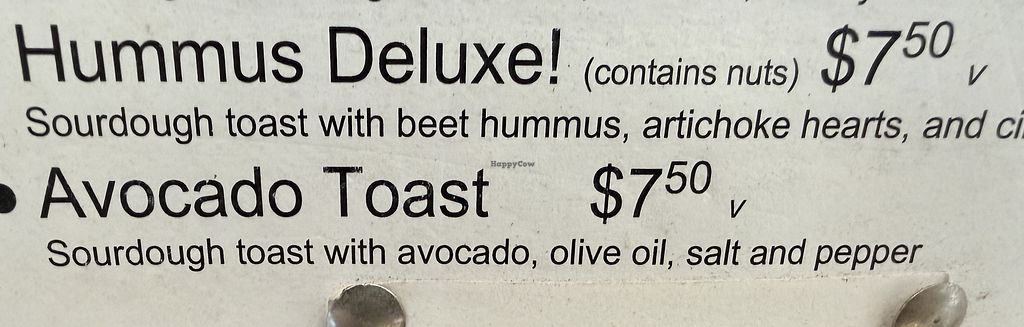 Hummus Deluxe! (contains nuts) $750 v
Sourdough toast with beet hummus, artichoke hearts, and
HappyCow
• Avocado Toast $750 v
Sourdough toast with avocado, olive oil, salt and pepper